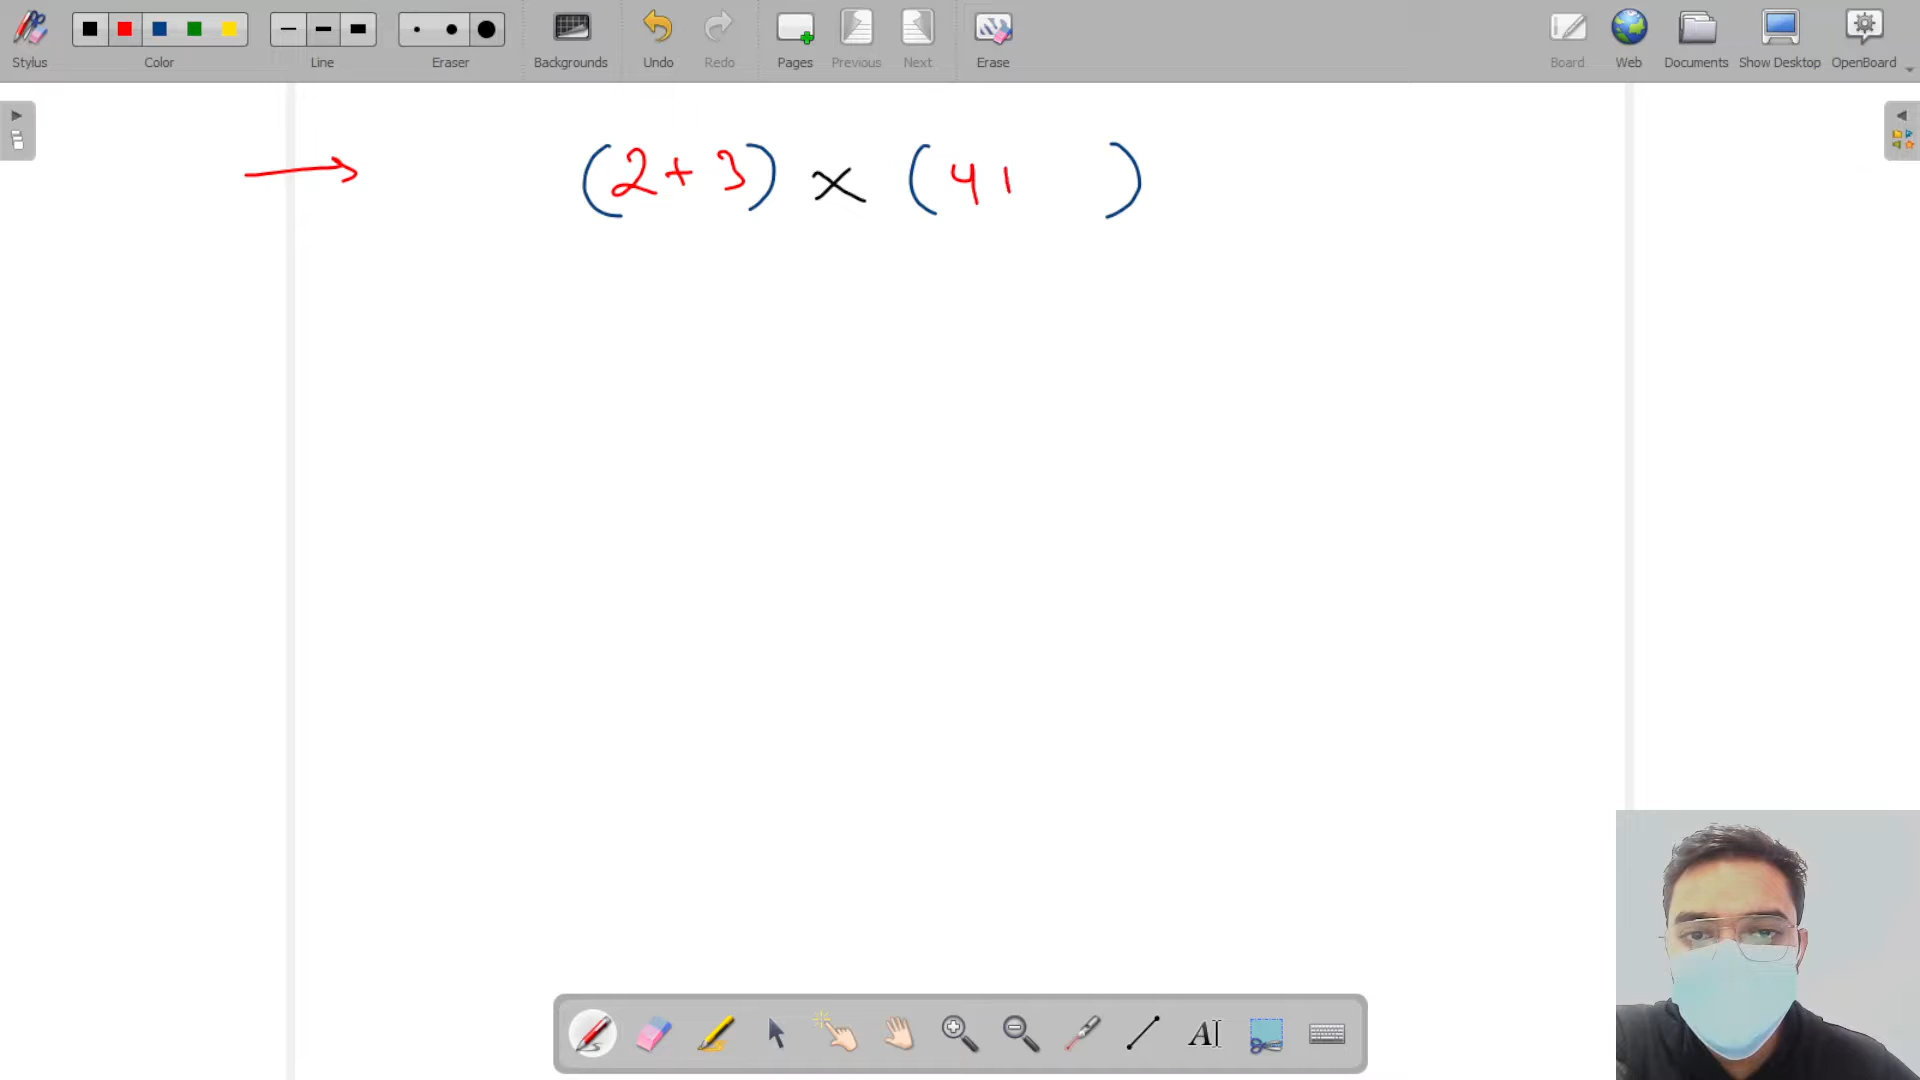 Stylus Color Line Eraser Backgrounds Undo Redo Pages Previous Next Erase Board Web Documents Show Desktop OpenBoard
→ (2+3) × (41 )